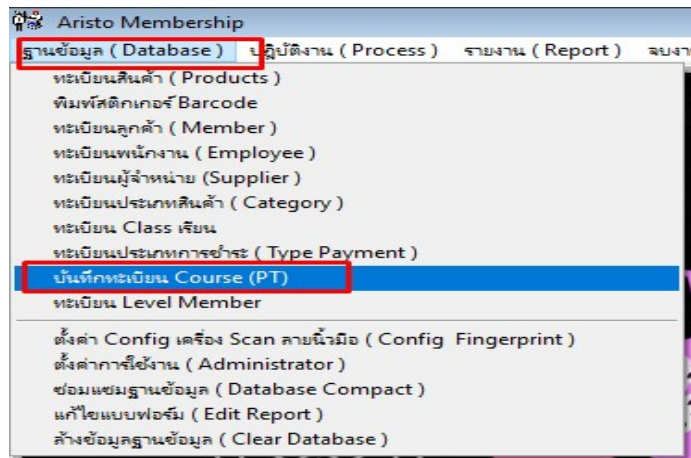 Aristo Membership
ฐานข้อมูล ( Database ) ปฏิบัติงาน ( Process ) รายงาน ( Report )
ทะเบียนสินค้า ( Products )
พิมพ์สติกเกอร์ Barcode
ทะเบียนลูกค้า ( Member )
ทะเบียนพนักงาน ( Employee )
ทะเบียนผู้จำหน่าย (Supplier )
ทะเบียนประเภทสินค้า ( Category )
ทะเบียน Class เรียน
ทะเบียนประเภทการชำระ ( Type Payment )
บันทึกทะเบียน Course (PT)
ทะเบียน Level Member
ตั้งค่า Config เครื่อง Scan ลายนิ้วมือ ( Config Fingerprint )
ตั้งค่าการใช้งาน ( Administrator )
ซ่อมแซมฐานข้อมูล ( Database Compact )
แก้ไขแบบฟอร์ม ( Edit Report )
ล้างข้อมูลฐานข้อมูล ( Clear Database )